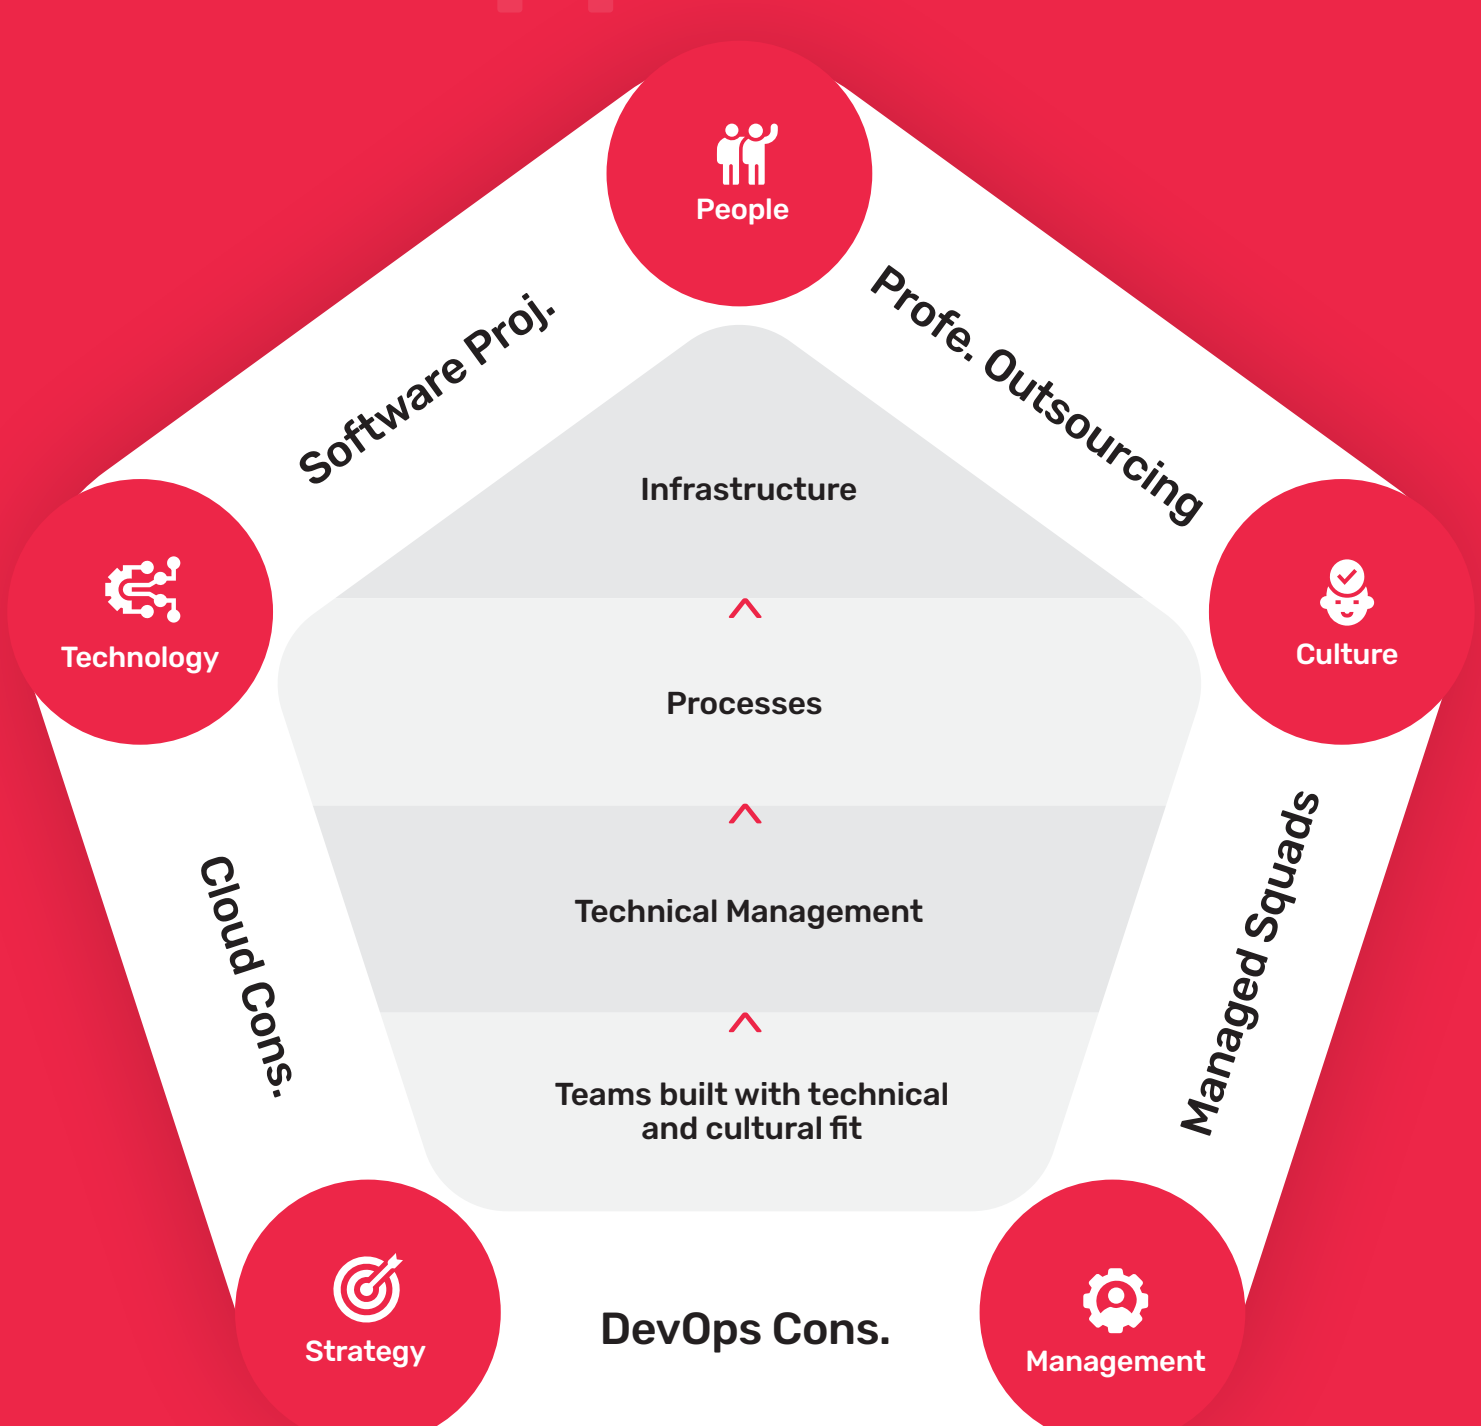 People
Software Proj.
Profe. Outsourcing
Infrastructure
Technology
Culture
Processes
Technical Management
Cloud Cons.
Managed Squads
Teams built with technical
and cultural fit
Strategy
DevOps Cons.
Management